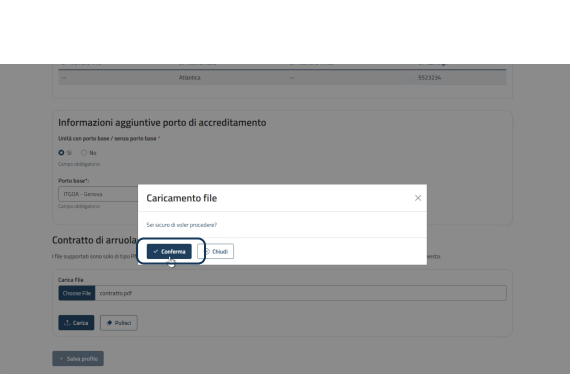 — Atlantica — 5523234
Informazioni aggiuntive porto di accreditamento
Unità con porto base / senza porto base *
Si No
Campo obbligatorio
Porto base*:
ITGOA - Genova
Campo obbligatorio
Caricamento file
Sei sicuro di voler procedere?
Conferma Chiudi
Contratto di arruola
I file supportati sono solo di tipo
Carica File
Choose File contratto.pdf
Carica Pulisci
Salva profilo